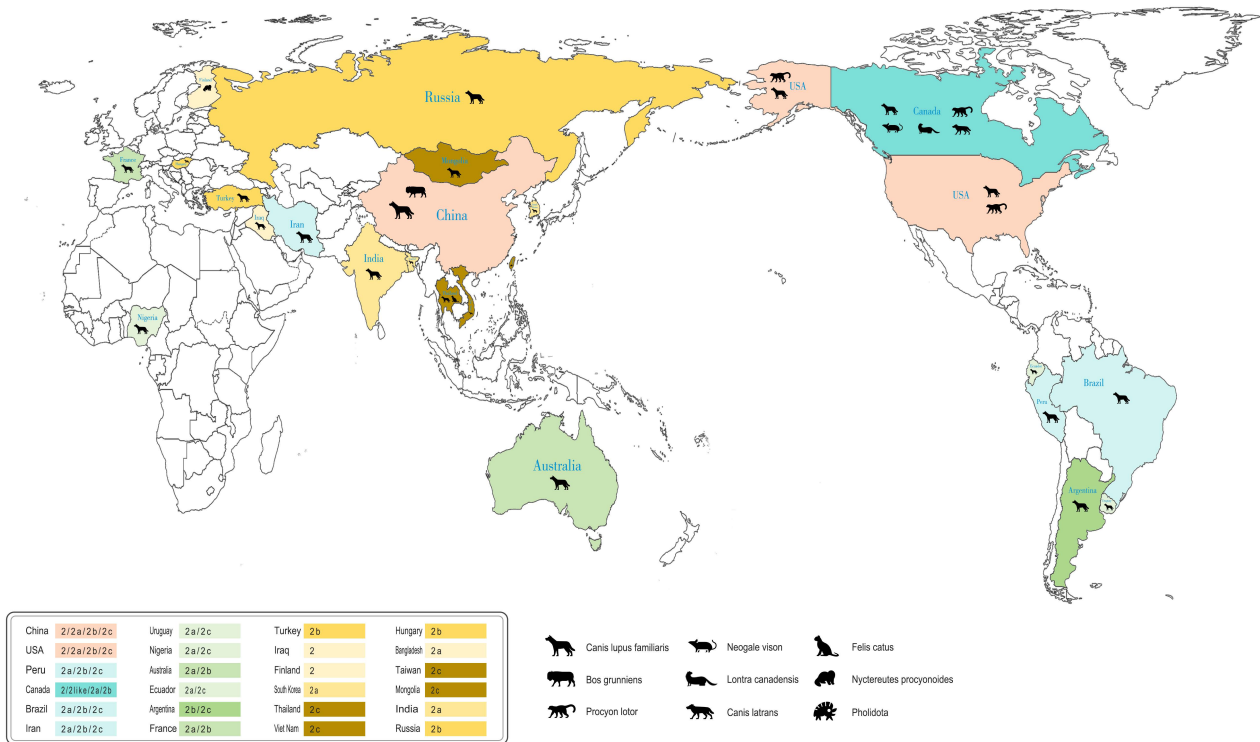 USA
Russia
Canada
France
Mongolia
Turkey
Iraq
China
USA
Iran
India
Nigeria
Brazil
Peru
Australia
Argentina
China 2/2a/2b/2c Uruguay 2a/2c Turkey 2b Hungary 2b
USA 2/2a/2b/2c Nigeria 2a/2c Iraq 2 Bangladesh 2a
Peru 2a/2b/2c Australia 2a/2b Finland 2 Taiwan 2c
Canada 2/2like/2a/2b Ecuador 2a/2c South Korea 2a Mongolia 2c
Brazil 2a/2b/2c Argentina 2b/2c Thailand 2c India 2a
Iran 2a/2b/2c France 2a/2b Viet Nam 2c Russia 2b
Canis lupus familiaris Neogale vison Felis catus
Bos grunniens Lontra canadensis Nyctereutes procyonoides
Procyon lotor Canis latrans Pholidota